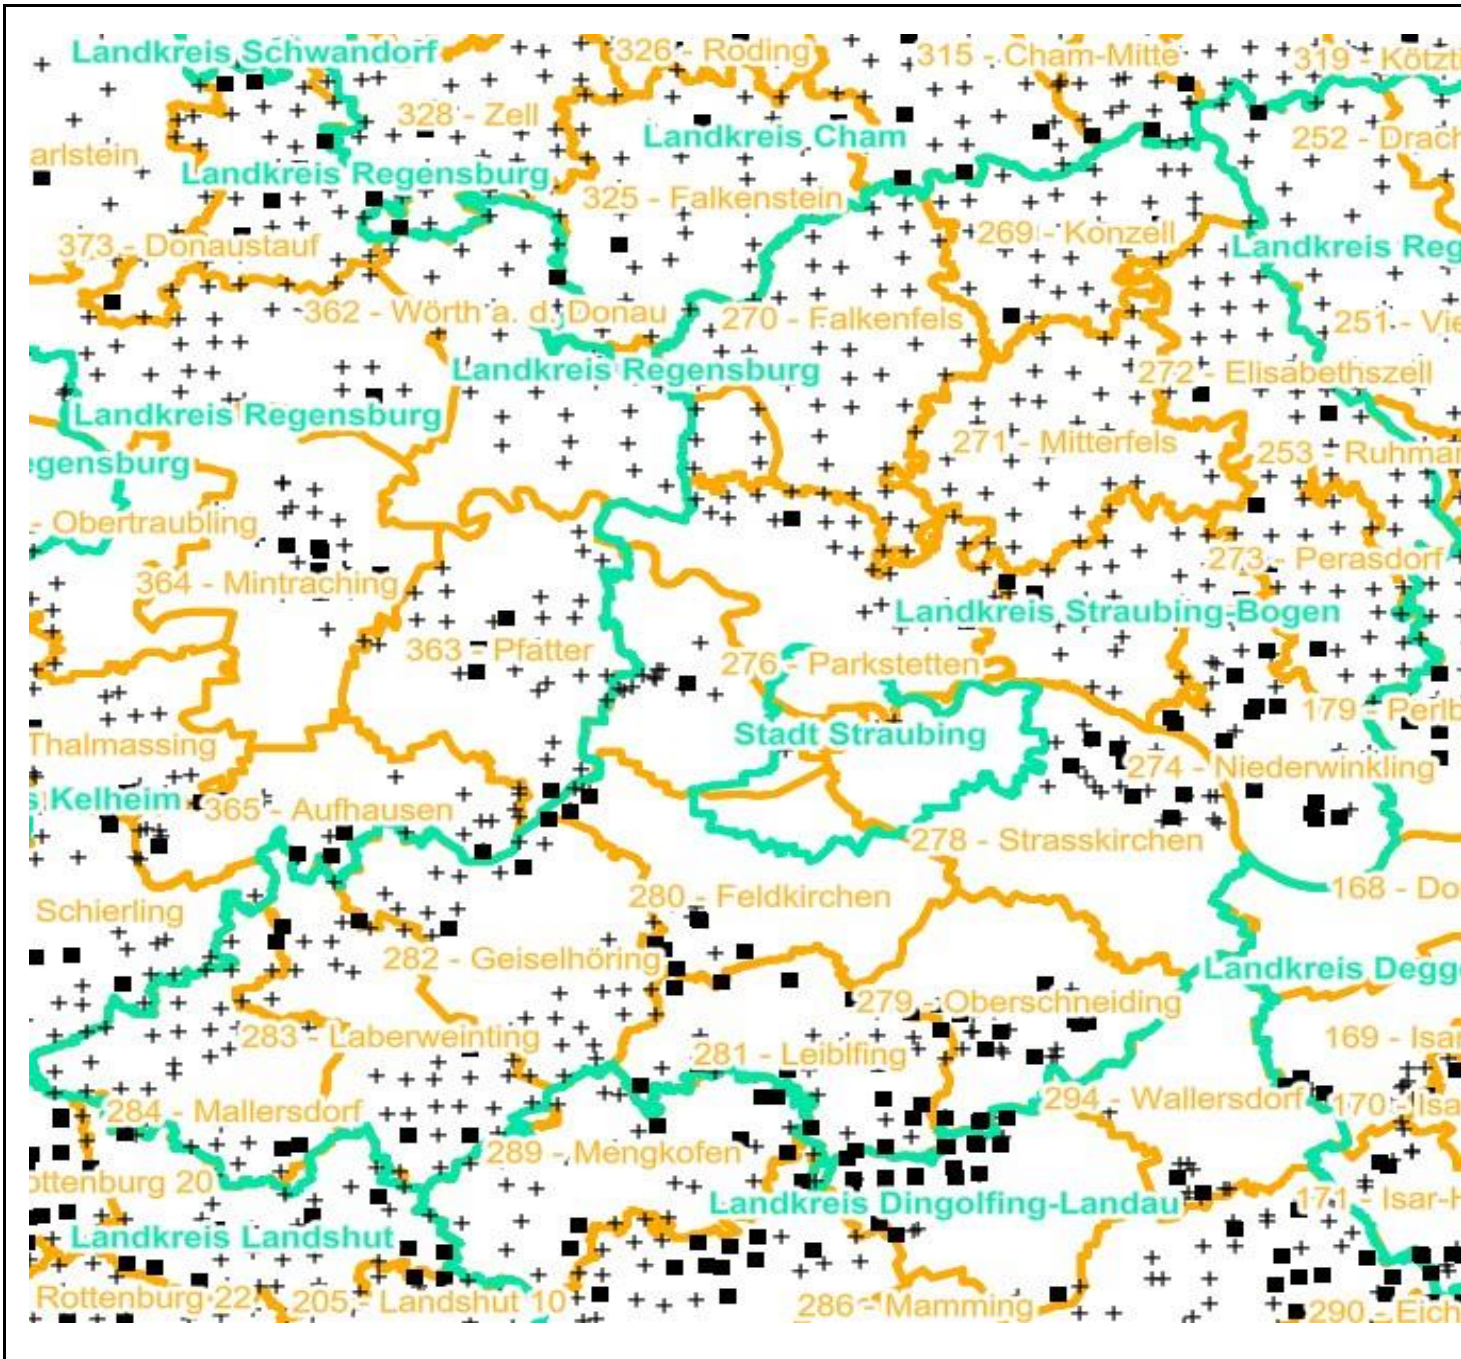 Landkreis Schwandorf
326 - Roding
315 - Cham-Mitte
319 - Kötzti
328 - Zell
Landkreis Cham
252 - Drach
arlstein
Landkreis Regensburg
325 - Falkenstein
373 - Donaustauf
269 - Konzell
Landkreis Reg
362 - Wörth a. d. Donau
270 - Falkenfels
251 - Vie
Landkreis Regensburg
272 - Elisabethszell
Landkreis Regensburg
271 - Mitterfels
253 - Ruhmar
egensburg
- Obertraubling
273 - Perasdorf
364 - Mintraching
Landkreis Straubing-Bogen
363 - Pfatter
276 - Parkstetten
179 - Perlb
Thalmassing
Stadt Straubing
274 - Niederwinkling
s Kelheim
365 - Aufhausen
278 - Strasskirchen
Schierling
280 - Feldkirchen
168 - Do
282 - Geiselhöring
Landkreis Degge
279 - Oberschneiding
283 - Laberweinting
281 - Leiblfing
169 - Isar
284 - Mallersdorf
294 - Wallersdorf
170 - Isa
289 - Mengkofen
ottenburg 20
Landkreis Dingolfing-Landau
171 - Isar-H
Landkreis Landshut
Rottenburg 22
205 - Landshut 10
286 - Mamming
290 - Eich